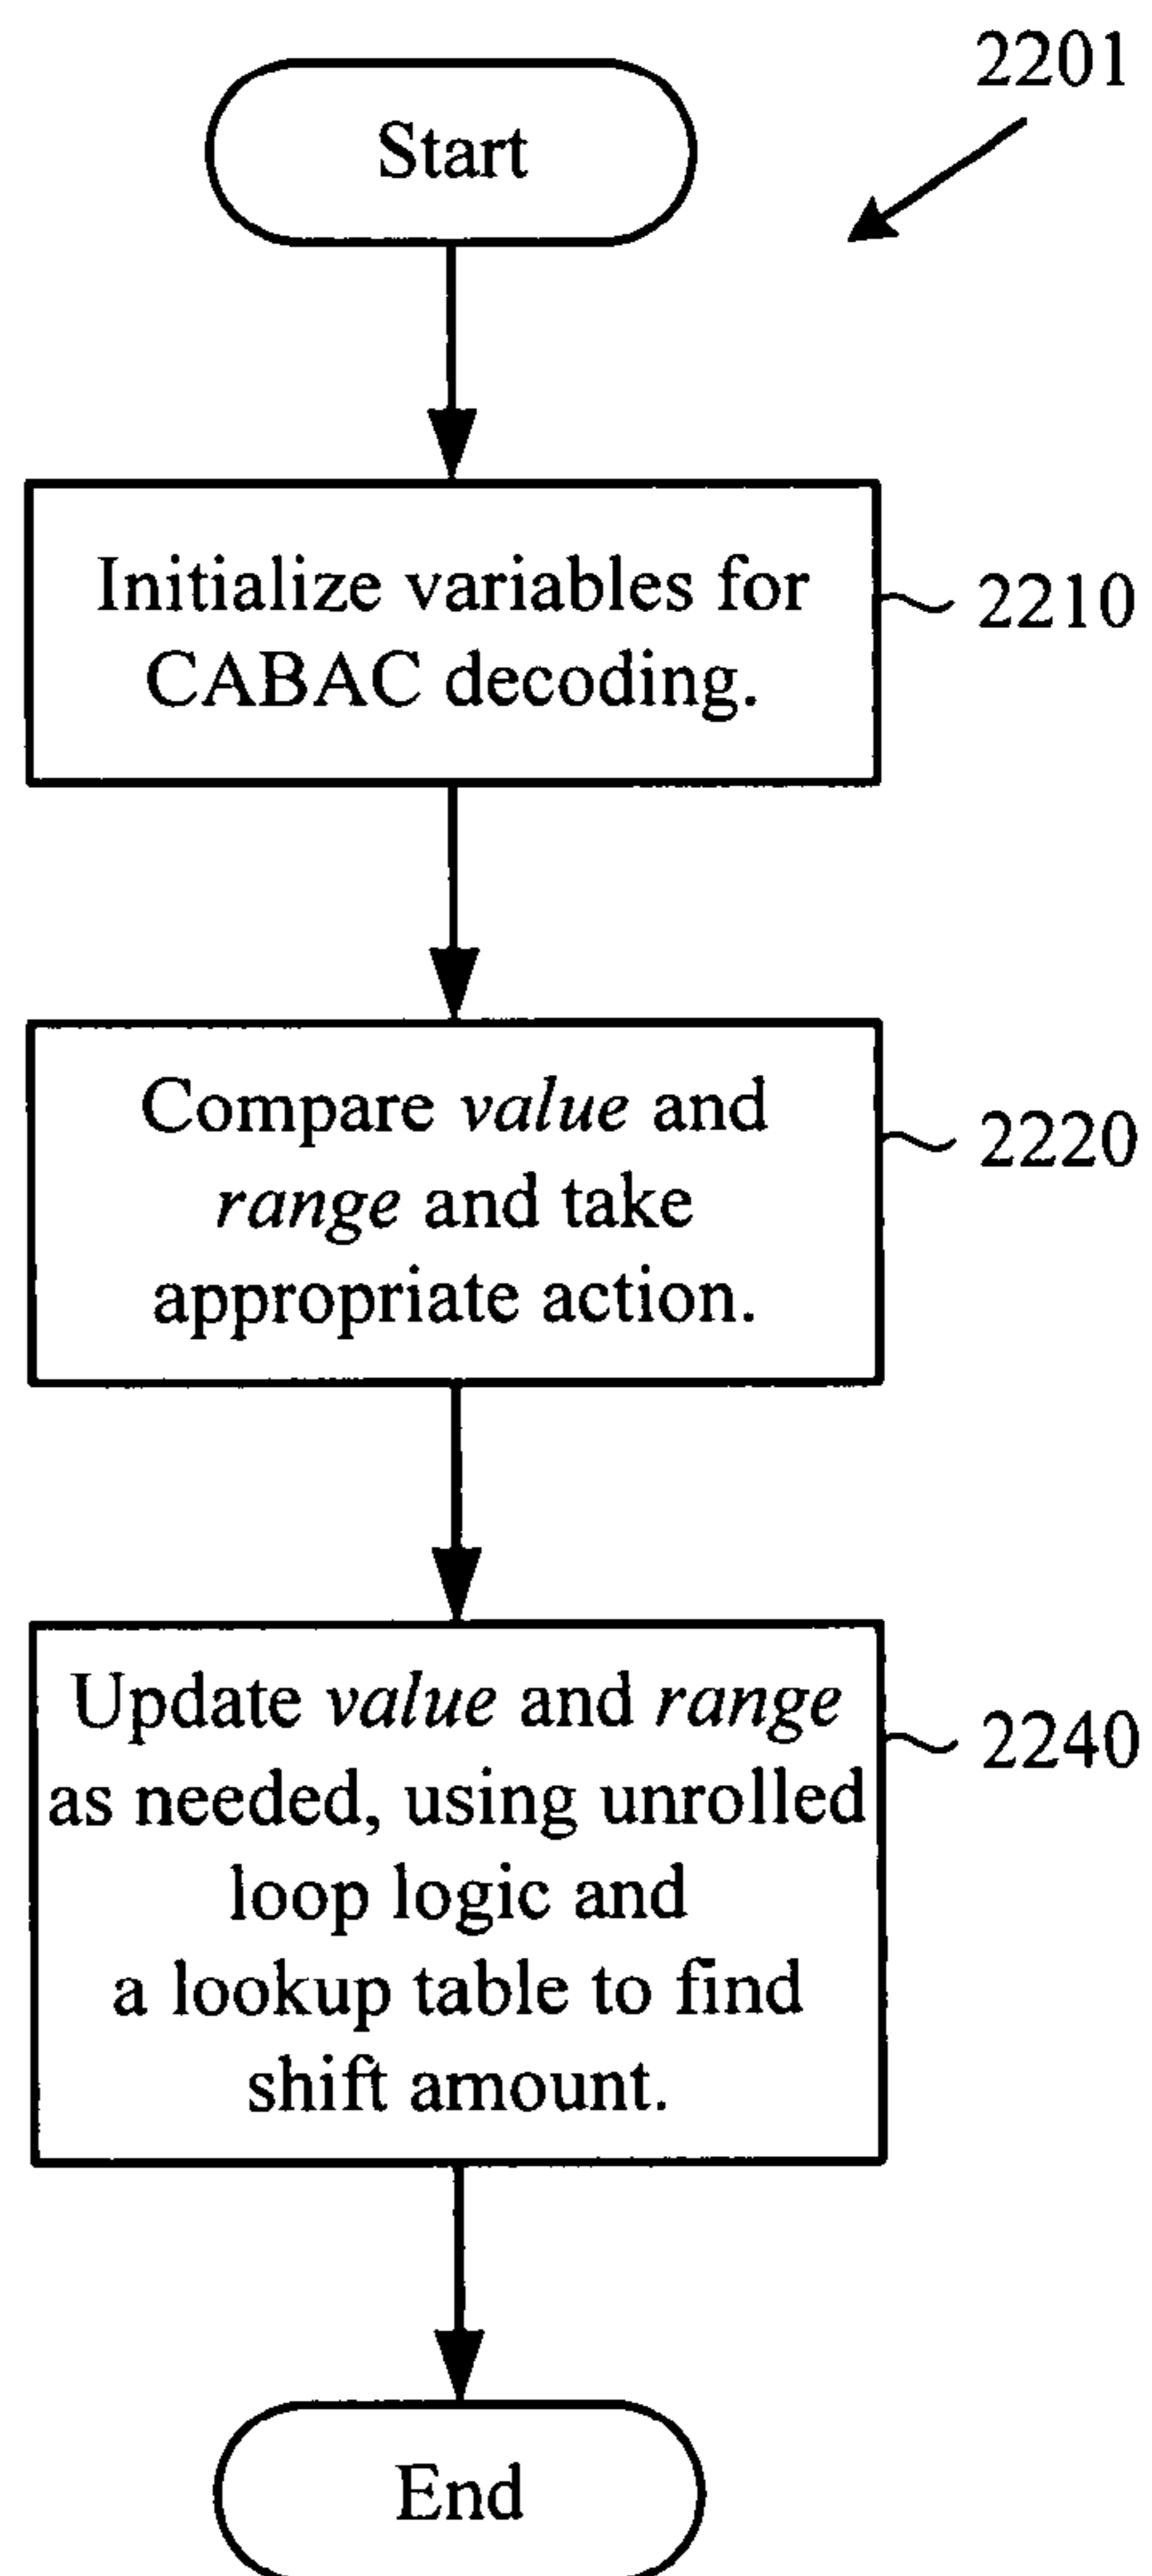 2201
Start
Initialize variables for
CABAC decoding.
2210
Compare value and
range and take
appropriate action.
2220
Update value and range
as needed, using unrolled
loop logic and
a lookup table to find
shift amount.
2240
End